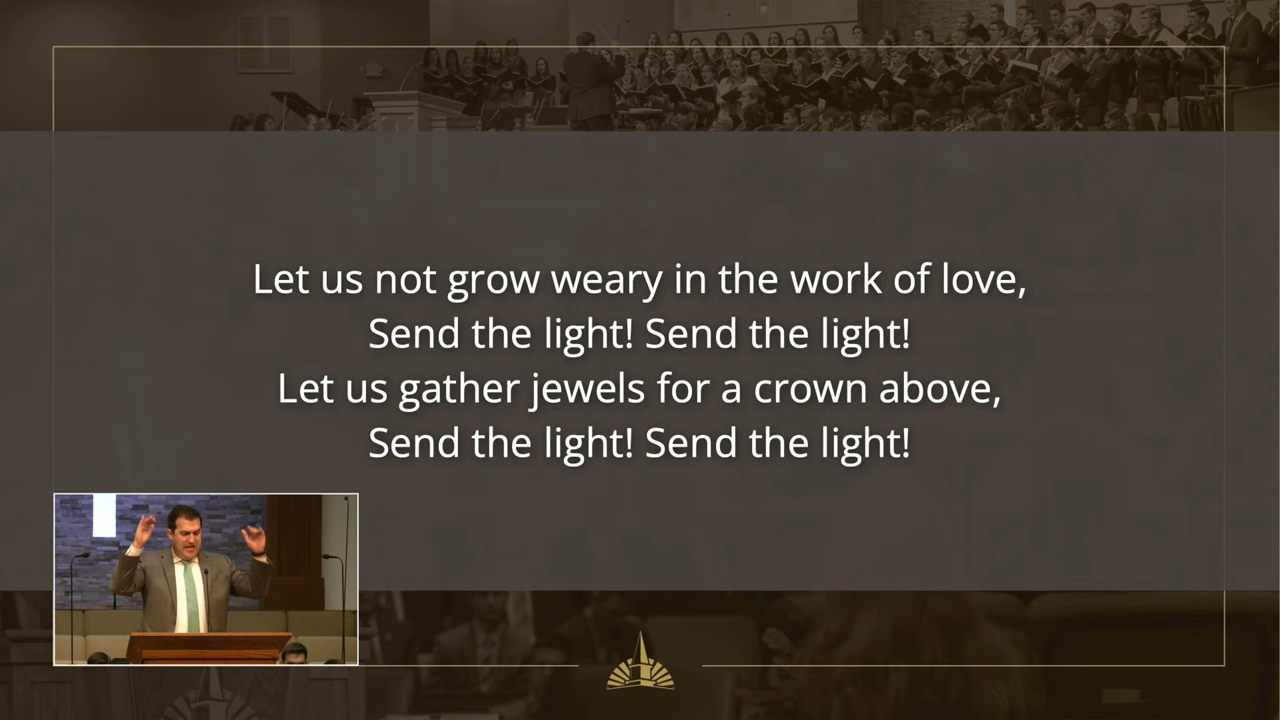 Let us not grow weary in the work of love,
Send the light! Send the light!
Let us gather jewels for a crown above,
Send the light! Send the light!